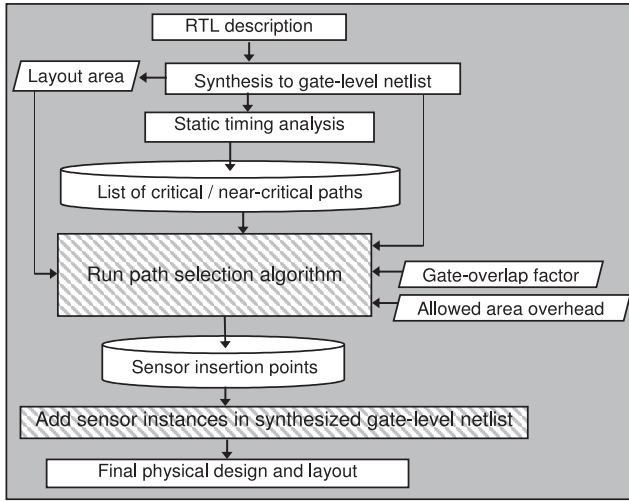 RTL description
Layout area
Synthesis to gate-level netlist
Static timing analysis
List of critical / near-critical paths
Run path selection algorithm
Gate-overlap factor
Allowed area overhead
Sensor insertion points
Add sensor instances in synthesized gate-level netlist
Final physical design and layout